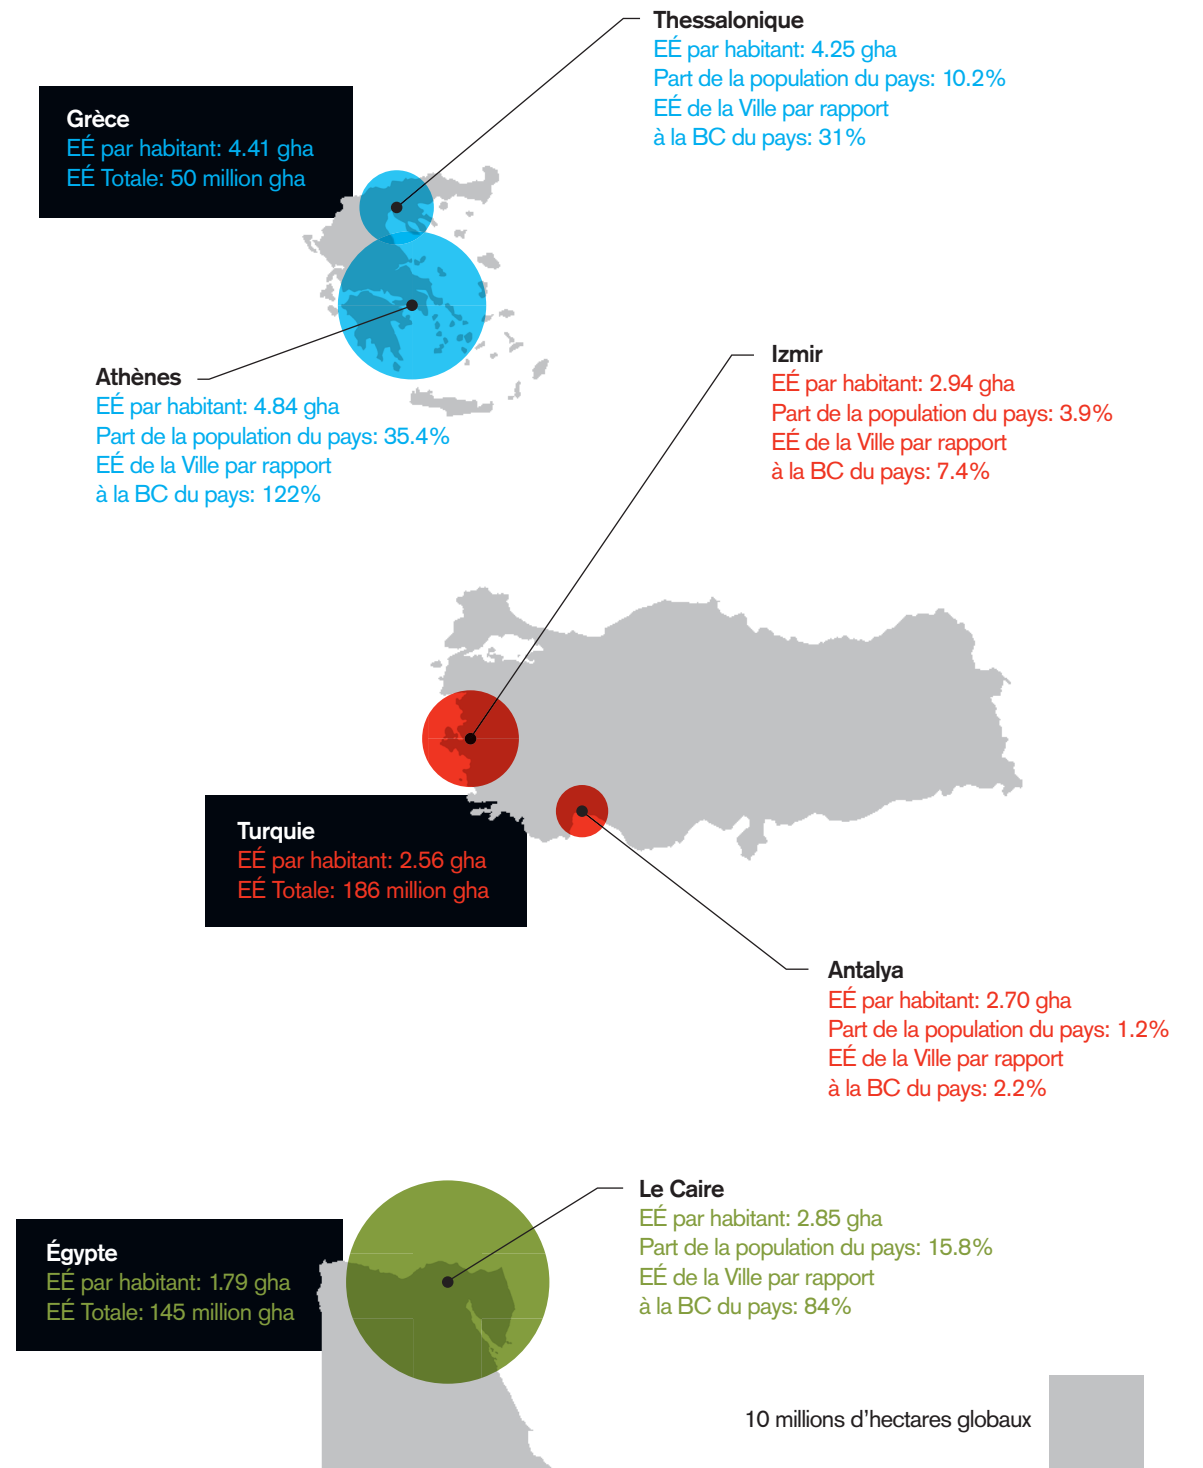 Thessalonique
EÉ par habitant: 4.25 gha
Part de la population du pays: 10.2%
EÉ de la Ville par rapport
à la BC du pays: 31%
Grèce
EÉ par habitant: 4.41 gha
EÉ Totale: 50 million gha
Athènes
EÉ par habitant: 4.84 gha
Part de la population du pays: 35.4%
EÉ de la Ville par rapport
à la BC du pays: 122%
Izmir
EÉ par habitant: 2.94 gha
Part de la population du pays: 3.9%
EÉ de la Ville par rapport
à la BC du pays: 7.4%
Turquie
EÉ par habitant: 2.56 gha
EÉ Totale: 186 million gha
Antalya
EÉ par habitant: 2.70 gha
Part de la population du pays: 1.2%
EÉ de la Ville par rapport
à la BC du pays: 2.2%
Le Caire
EÉ par habitant: 2.85 gha
Part de la population du pays: 15.8%
EÉ de la Ville par rapport
à la BC du pays: 84%
Égypte
EÉ par habitant: 1.79 gha
EÉ Totale: 145 million gha
10 millions d'hectares globaux